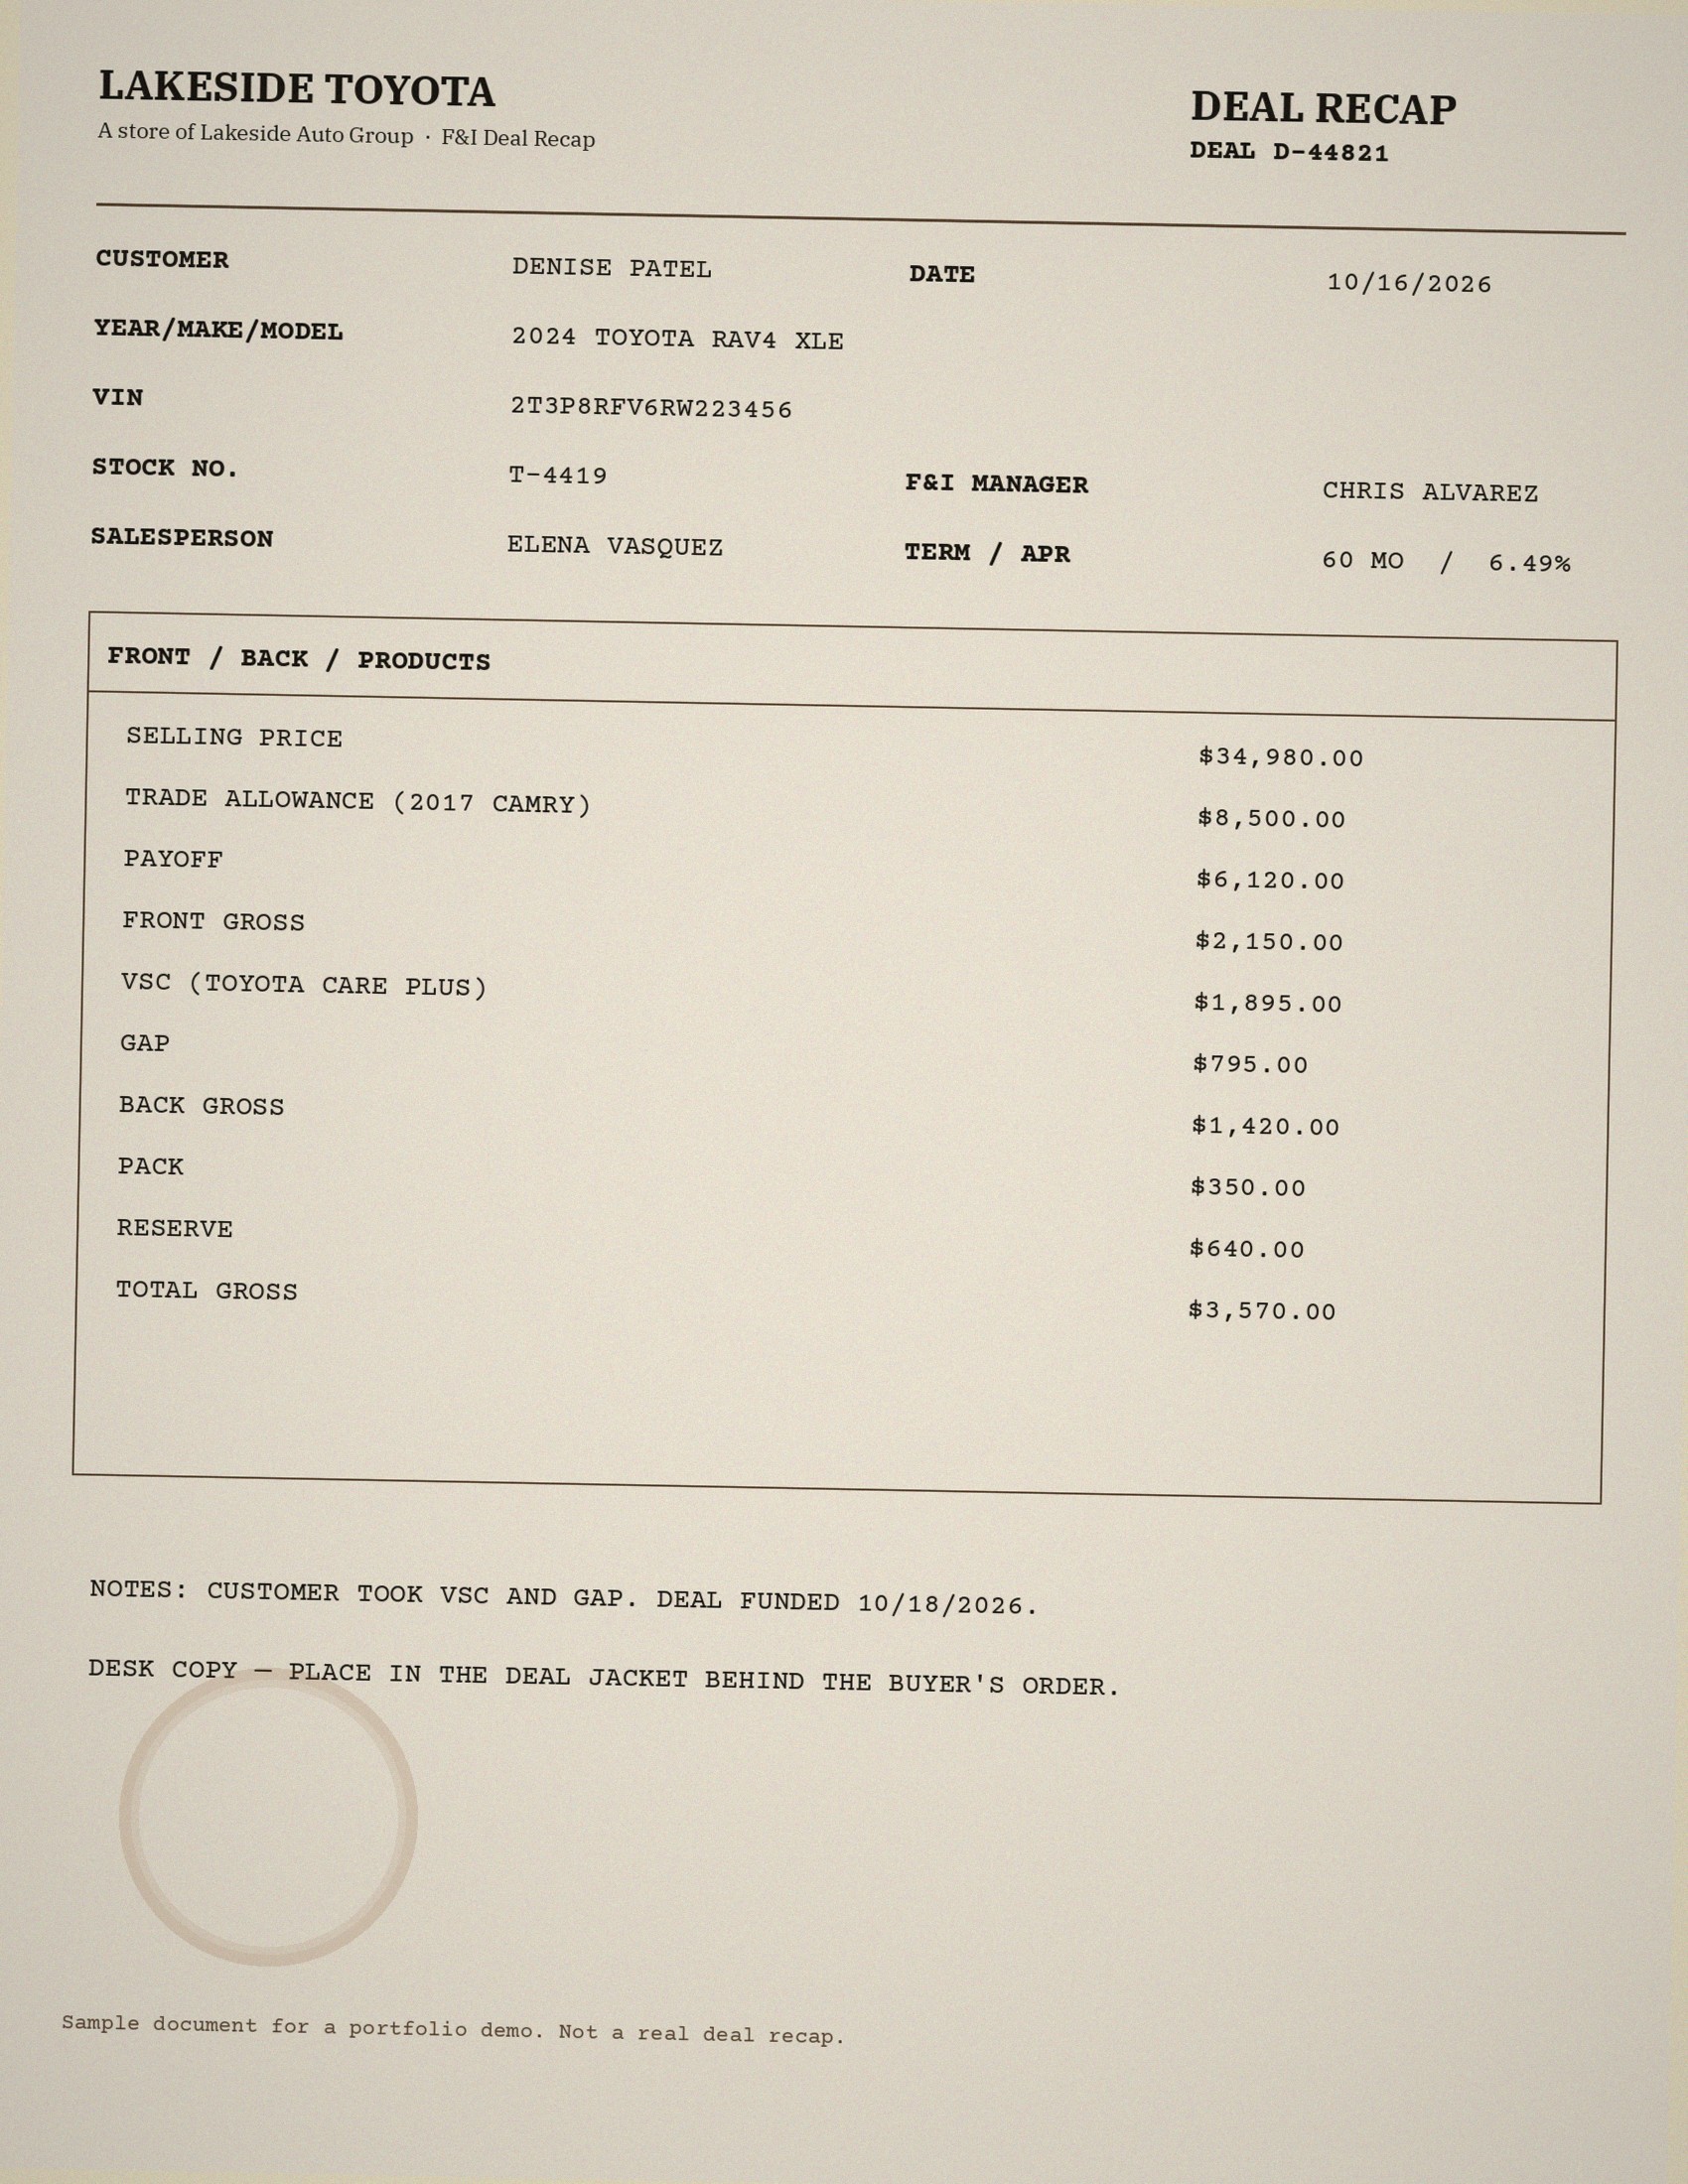 LAKESIDE TOYOTA
A store of Lakeside Auto Group · F&I Deal Recap
DEAL RECAP
DEAL D-44821
CUSTOMER DENISE PATEL DATE 10/16/2026
YEAR/MAKE/MODEL 2024 TOYOTA RAV4 XLE
VIN 2T3P8RFV6RW223456
STOCK NO. T-4419 F&I MANAGER CHRIS ALVAREZ
SALESPERSON ELENA VASQUEZ TERM / APR 60 MO / 6.49%
FRONT / BACK / PRODUCTS
SELLING PRICE $34,980.00
TRADE ALLOWANCE (2017 CAMRY) $8,500.00
PAYOFF $6,120.00
FRONT GROSS $2,150.00
VSC (TOYOTA CARE PLUS) $1,895.00
GAP $795.00
BACK GROSS $1,420.00
PACK $350.00
RESERVE $640.00
TOTAL GROSS $3,570.00
NOTES: CUSTOMER TOOK VSC AND GAP. DEAL FUNDED 10/18/2026.
DESK COPY — PLACE IN THE DEAL JACKET BEHIND THE BUYER'S ORDER.
Sample document for a portfolio demo. Not a real deal recap.